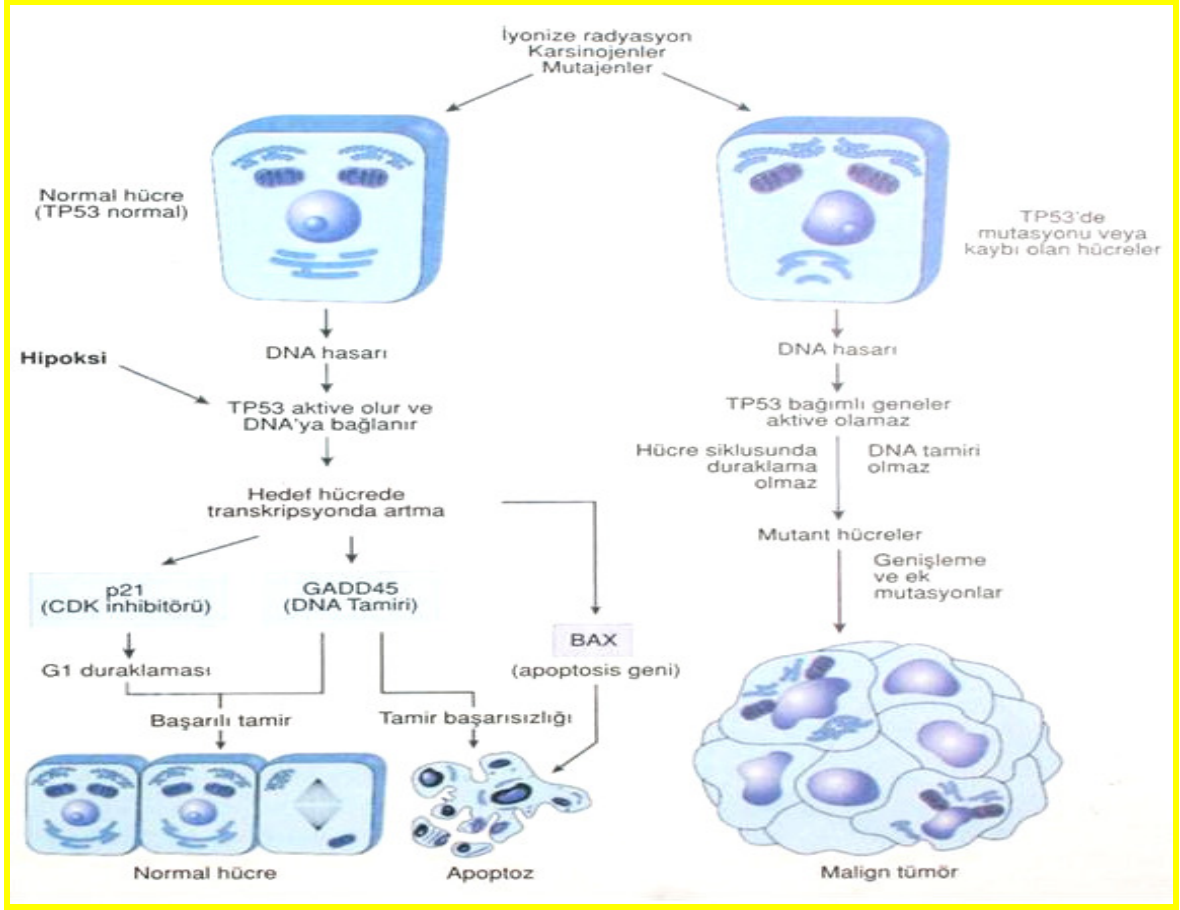 İyonize radyasyon
Karsinojenler
Mutajenler
Normal hücre
(TP53 normal)
TP53'de
mutasyonu veya
kaybı olan hücreler
Hipoksi
DNA hasarı
TP53 aktive olur ve
DNA'ya bağlanır
Hedef hücrede
transkripsyonda artma
p21
(CDK inhibitörü)
GADD45
(DNA Tamiri)
BAX
(apoptosis geni)
G1 duraklaması
Başarılı tamir
Tamir başarısızlığı
Normal hücre
Apoptoz
DNA hasarı
TP53 bağımlı geneler
aktive olamaz
Hücre siklusunda
duraklama
olmaz
DNA tamiri
olmaz
Mutant hücreler
Genişleme
ve ek
mutasyonlar
Malign tümör